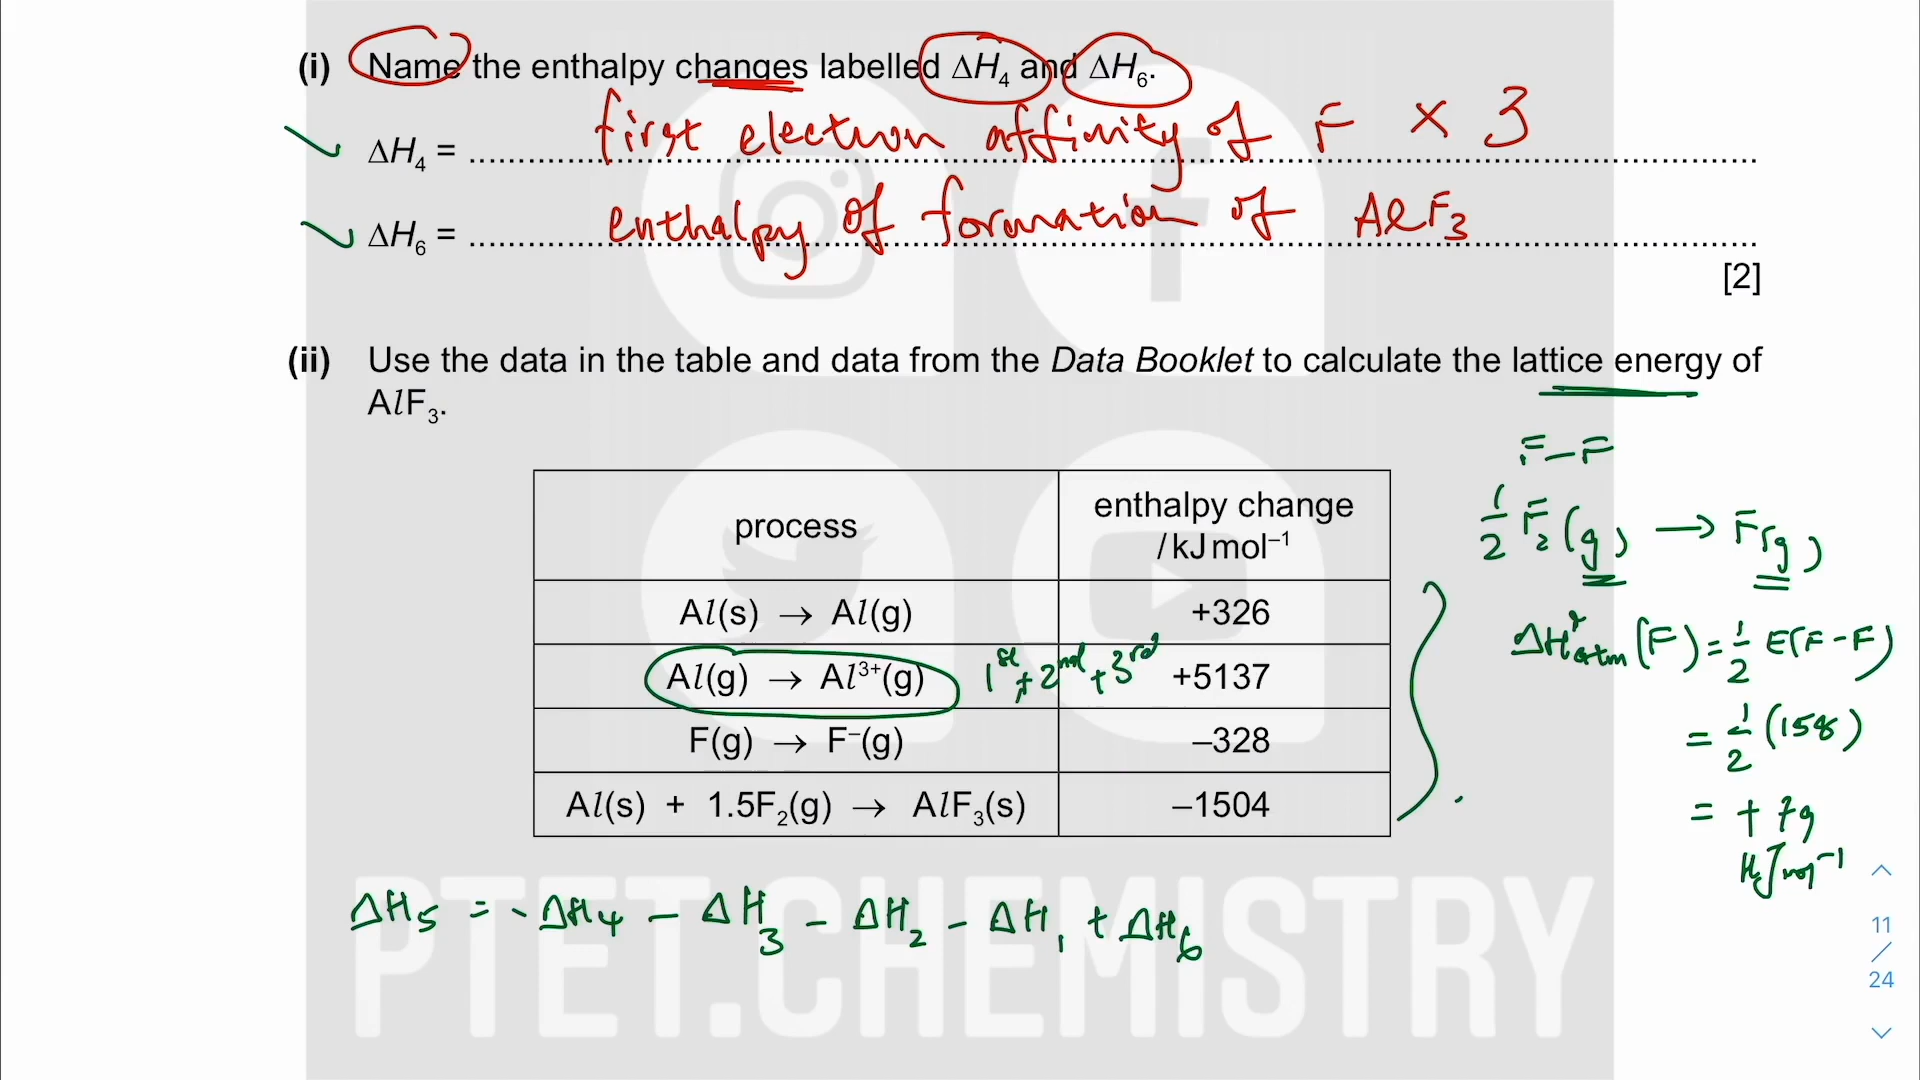 (i) Name the enthalpy changes labelled ΔH₄ and ΔH₆.
ΔH₄ = first electron affinity of F × 3
ΔH₆ = enthalpy of formation of AlF₃
[2]
(ii) Use the data in the table and data from the Data Booklet to calculate the lattice energy of
AlF₃.
process
enthalpy change
/kJ mol⁻¹
Al(s) → Al(g) +326
Al(g) → Al³⁺(g) 1st + 2nd + 3rd +5137
F(g) → F⁻(g) –328
Al(s) + 1.5F₂(g) → AlF₃(s) –1504
F–F
½ F₂(g) → F(g)
ΔH°atm (F) = ½ E(F–F)
= ½ (158)
= + 79
kJ mol⁻¹
ΔH₅ = - ΔH₄ – ΔH₃ – ΔH₂ – ΔH₁ + ΔH₆
PTET.CHEMISTRY
11
/
24